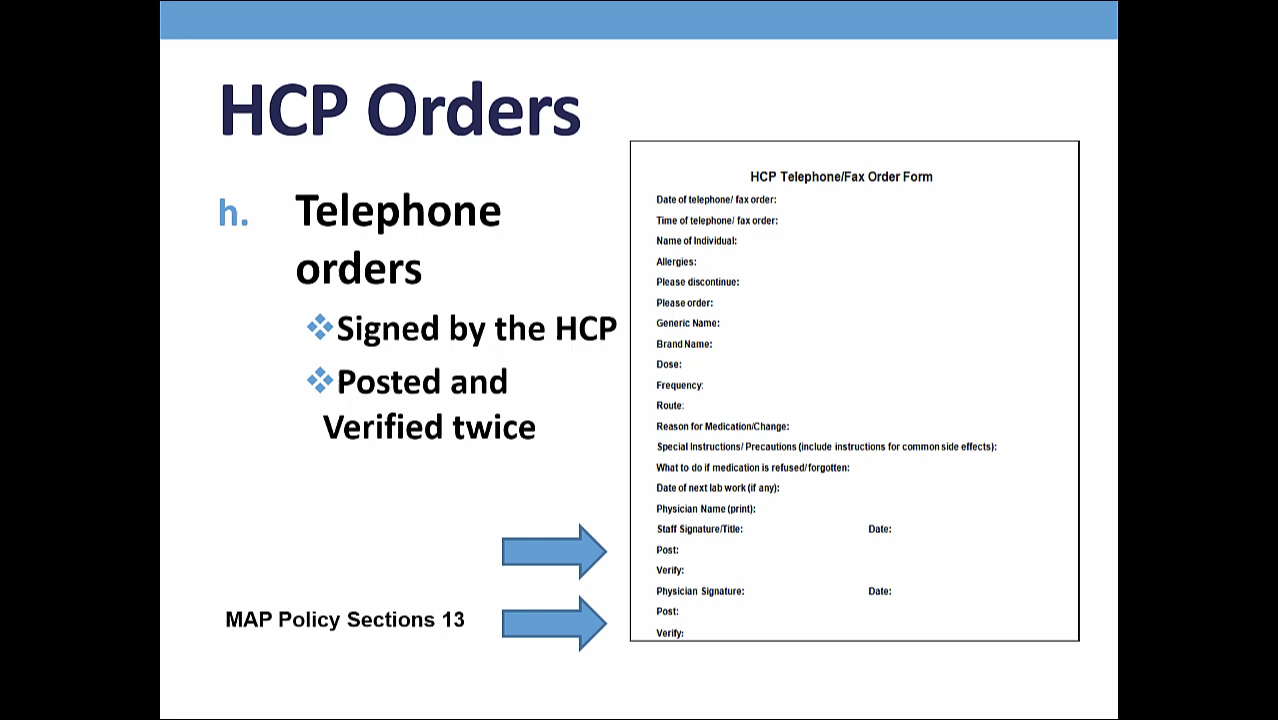 HCP Orders
h. Telephone
orders
Signed by the HCP
Posted and
Verified twice
MAP Policy Sections 13
HCP Telephone/Fax Order Form
Date of telephone/ fax order:
Time of telephone/ fax order:
Name of Individual:
Allergies:
Please discontinue:
Please order:
Generic Name:
Brand Name:
Dose:
Frequency:
Route:
Reason for Medication/Change:
Special Instructions/ Precautions (include instructions for common side effects):
What to do if medication is refused/forgotten:
Date of next lab work (if any):
Physician Name (print):
Staff Signature/Title: Date:
Post:
Verify:
Physician Signature: Date:
Post:
Verify: